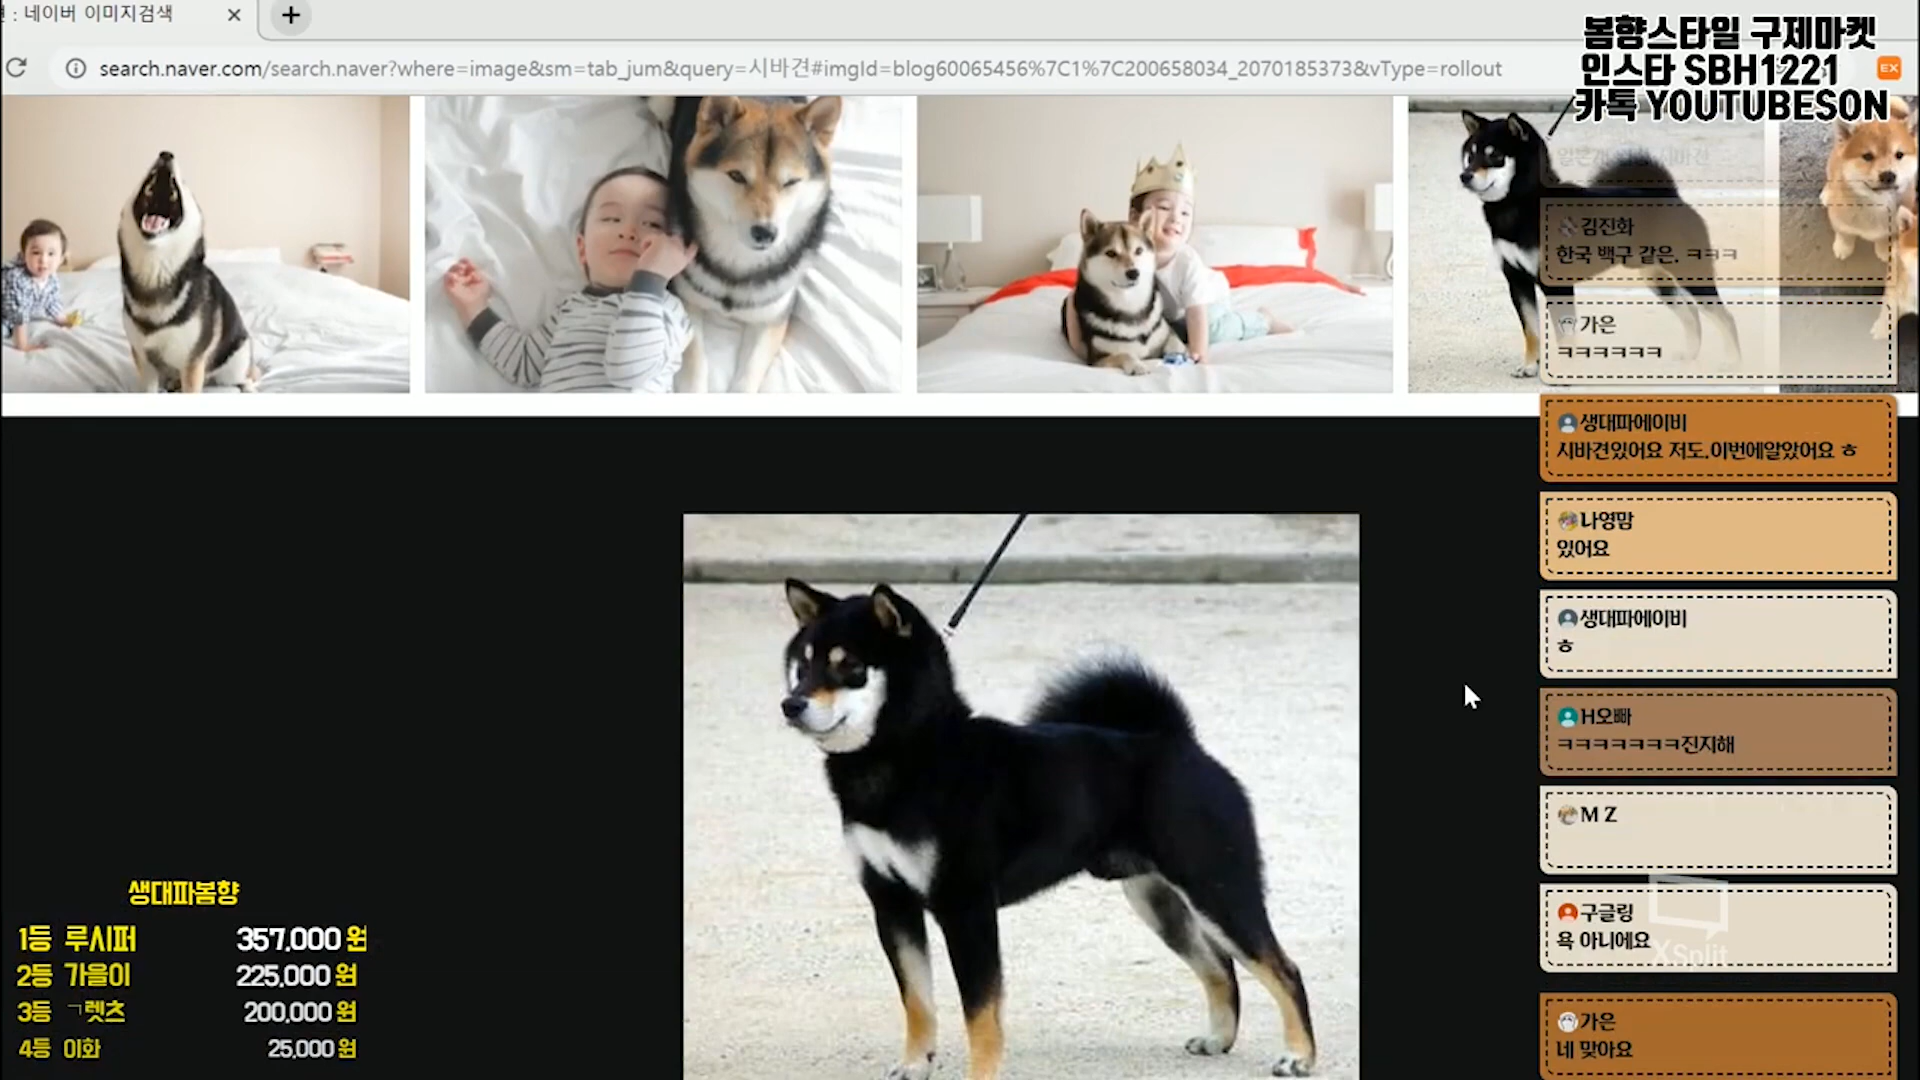 : 네이버 이미지검색
search.naver.com/search.naver?where=image&sm=tab_jum&query=시바견#imgId=blog60065456%7C1%7C200658034_2070185373&vType=rollout
EX
봄향스타일 구제마켓
인스타 SBH1221
카톡 YOUTUBESON
김진화
한국 백구 같은. ㅋㅋㅋ
가은
ㅋㅋㅋㅋㅋㅋ
생대파에이비
시바견있어요 저도.이번에알았어요 ㅎ
나영맘
있어요
생대파에이비
ㅎ
H오빠
ㅋㅋㅋㅋㅋㅋㅋ진지해
M Z
구글링
욕 아니에요
XSplit
가은
네 맞아요
생대파봄향
1등 루시퍼 357,000 원
2등 가을이 225,000 원
3등 ㄱ렛츠 200,000 원
4등 이화 25,000 원